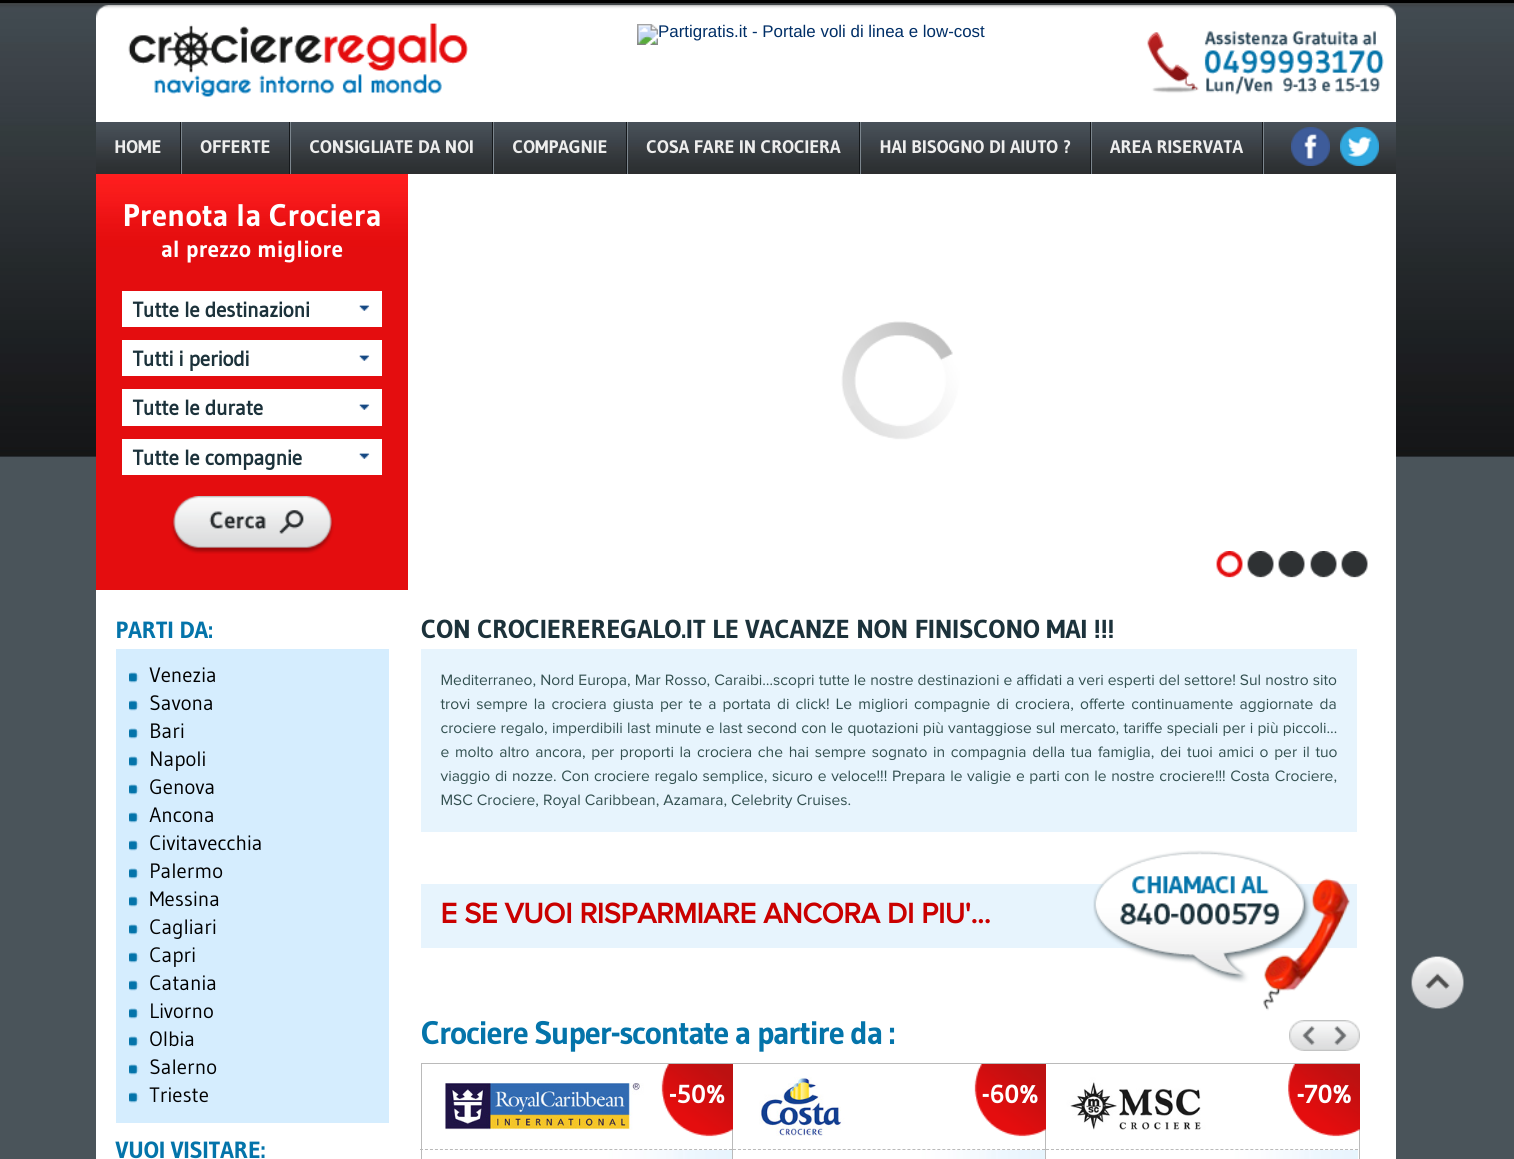 crociereregalo
navigare intorno al mondo
Partigratis.it - Portale voli di linea e low-cost
Assistenza Gratuita al
0499993170
Lun/Ven 9-13 e 15-19
HOME
OFFERTE
CONSIGLIATE DA NOI
COMPAGNIE
COSA FARE IN CROCIERA
HAI BISOGNO DI AIUTO ?
AREA RISERVATA
Prenota la Crociera
al prezzo migliore
Tutte le destinazioni
Tutti i periodi
Tutte le durate
Tutte le compagnie
Cerca
PARTI DA:
Venezia
Savona
Bari
Napoli
Genova
Ancona
Civitavecchia
Palermo
Messina
Cagliari
Capri
Catania
Livorno
Olbia
Salerno
Trieste
VUOI VISITARE:
CON CROCIEREREGALO.IT LE VACANZE NON FINISCONO MAI !!!
Mediterraneo, Nord Europa, Mar Rosso, Caraibi...scopri tutte le nostre destinazioni e affidati a veri esperti del settore! Sul nostro sito
trovi sempre la crociera giusta per te a portata di click! Le migliori compagnie di crociera, offerte continuamente aggiornate da
crociere regalo, imperdibili last minute e last second con le quotazioni più vantaggiose sul mercato, tariffe speciali per i più piccoli...
e molto altro ancora, per proporti la crociera che hai sempre sognato in compagnia della tua famiglia, dei tuoi amici o per il tuo
viaggio di nozze. Con crociere regalo semplice, sicuro e veloce!!! Prepara le valigie e parti con le nostre crociere!!! Costa Crociere,
MSC Crociere, Royal Caribbean, Azamara, Celebrity Cruises.
E SE VUOI RISPARMIARE ANCORA DI PIU'...
CHIAMACI AL
840-000579
Crociere Super-scontate a partire da :
RoyalCaribbean ®
INTERNATIONAL
-50%
Costa
CROCIERE
-60%
MSC
MSC
CROCIERE
-70%